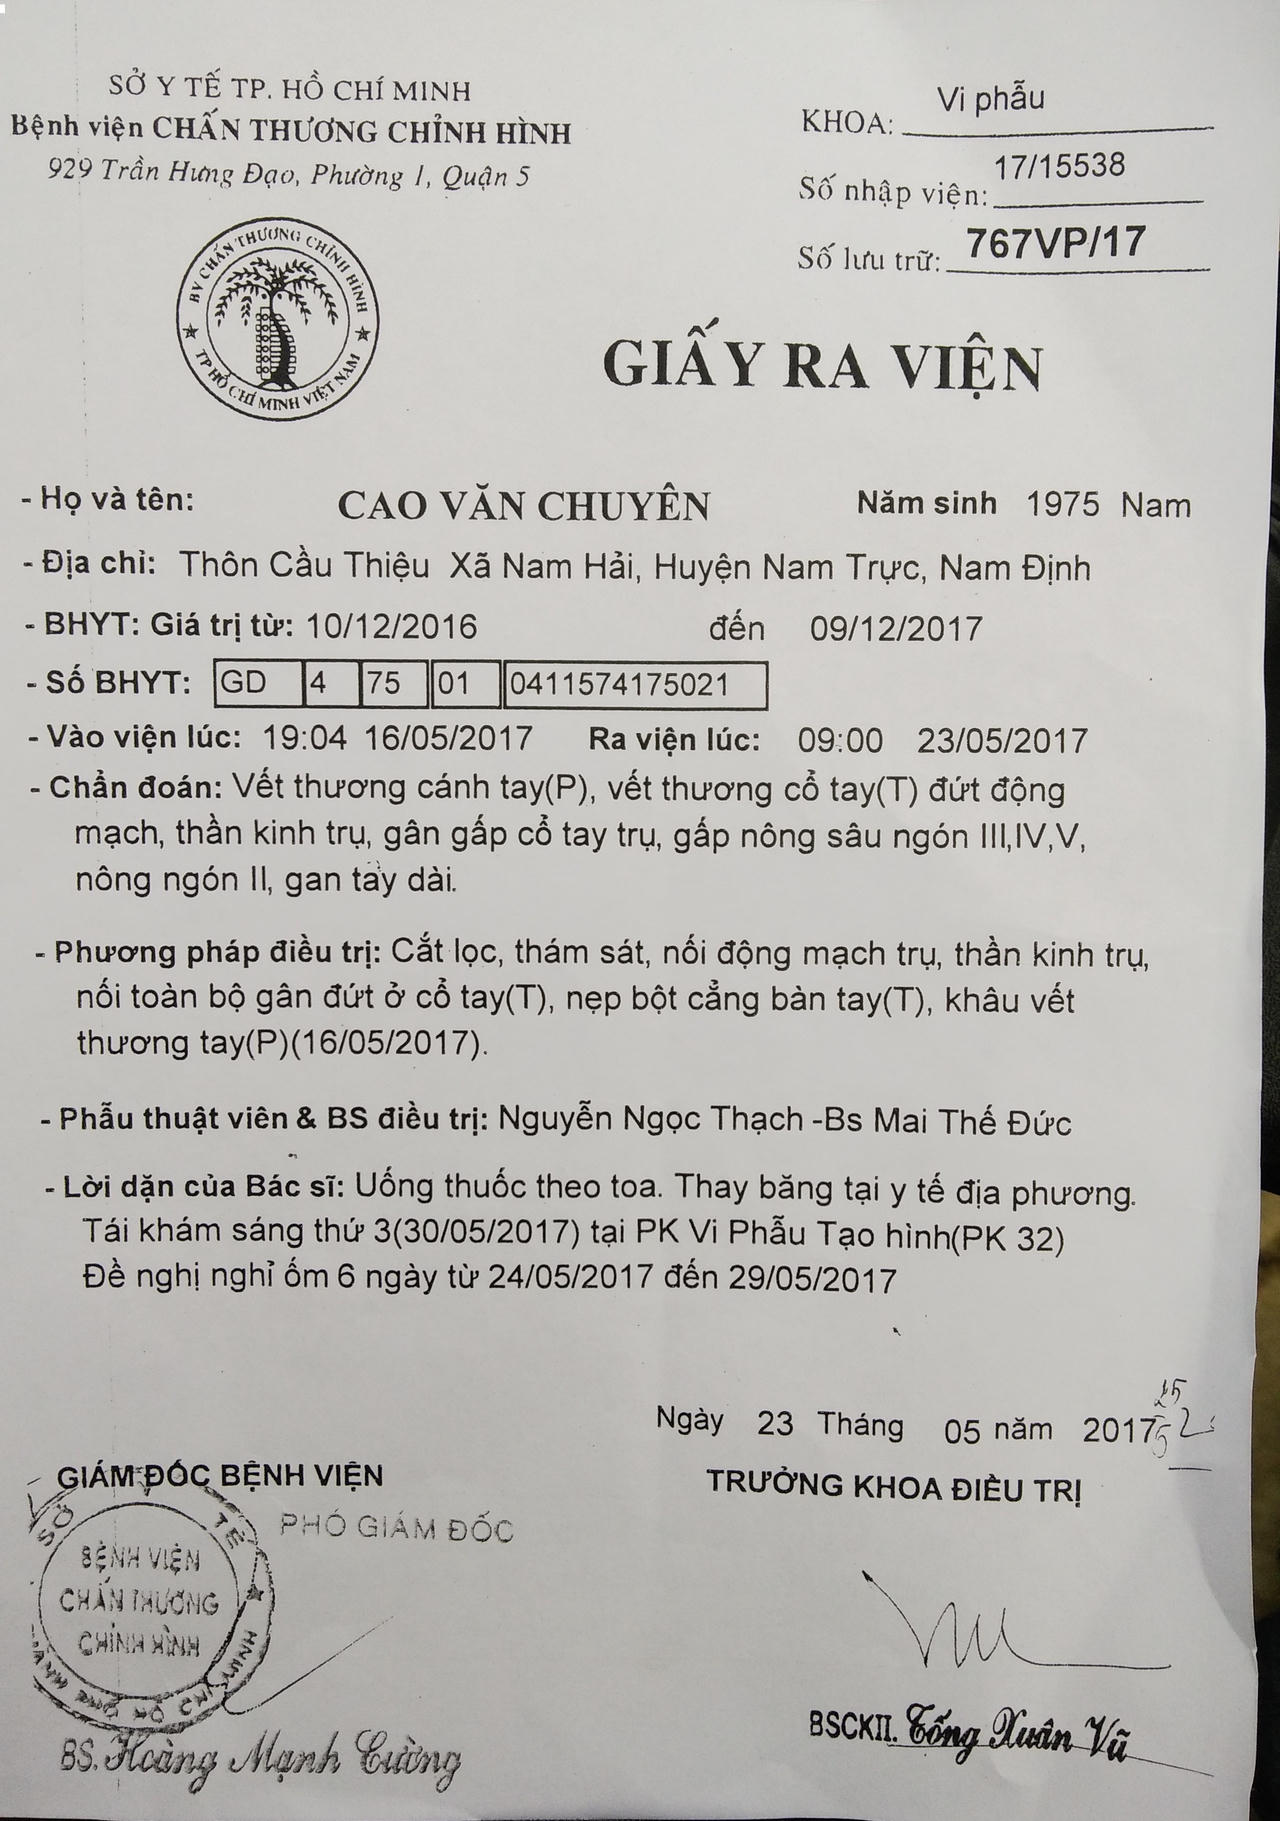 SỞ Y TẾ TP. HỒ CHÍ MINH
Bệnh viện CHẤN THƯƠNG CHỈNH HÌNH
929 Trần Hưng Đạo, Phường 1, Quận 5
KHOA: Vi phẫu
Số nhập viện: 17/15538
Số lưu trữ: 767VP/17
BV CHẤN THƯƠNG CHỈNH HÌNH
TP HỒ CHÍ MINH VIỆT NAM
GIẤY RA VIỆN
- Họ và tên: CAO VĂN CHUYÊN Năm sinh 1975 Nam
- Địa chỉ: Thôn Cầu Thiệu Xã Nam Hải, Huyện Nam Trực, Nam Định
- BHYT: Giá trị từ: 10/12/2016 đến 09/12/2017
- Số BHYT: GD 4 75 01 0411574175021
- Vào viện lúc: 19:04 16/05/2017 Ra viện lúc: 09:00 23/05/2017
- Chẩn đoán: Vết thương cánh tay(P), vết thương cổ tay(T) đứt động
mạch, thần kinh trụ, gân gấp cổ tay trụ, gấp nông sâu ngón III,IV,V,
nông ngón II, gan tay dài.
- Phương pháp điều trị: Cắt lọc, thám sát, nối động mạch trụ, thần kinh trụ,
nối toàn bộ gân đứt ở cổ tay(T), nẹp bột cẳng bàn tay(T), khâu vết
thương tay(P)(16/05/2017).
- Phẫu thuật viên & BS điều trị: Nguyễn Ngọc Thạch -Bs Mai Thế Đức
- Lời dặn của Bác sĩ: Uống thuốc theo toa. Thay băng tại y tế địa phương.
Tái khám sáng thứ 3(30/05/2017) tại PK Vi Phẫu Tạo hình(PK 32)
Đề nghị nghỉ ốm 6 ngày từ 24/05/2017 đến 29/05/2017
Ngày 23 Tháng 05 năm 2017
GIÁM ĐỐC BỆNH VIỆN
TRƯỞNG KHOA ĐIỀU TRỊ
PHÓ GIÁM ĐỐC
SỞ Y TẾ
BỆNH VIỆN
CHẤN THƯƠNG
CHỈNH HÌNH
BS. Hoàng Mạnh Cường
BSCKII. Tống Xuân Vũ